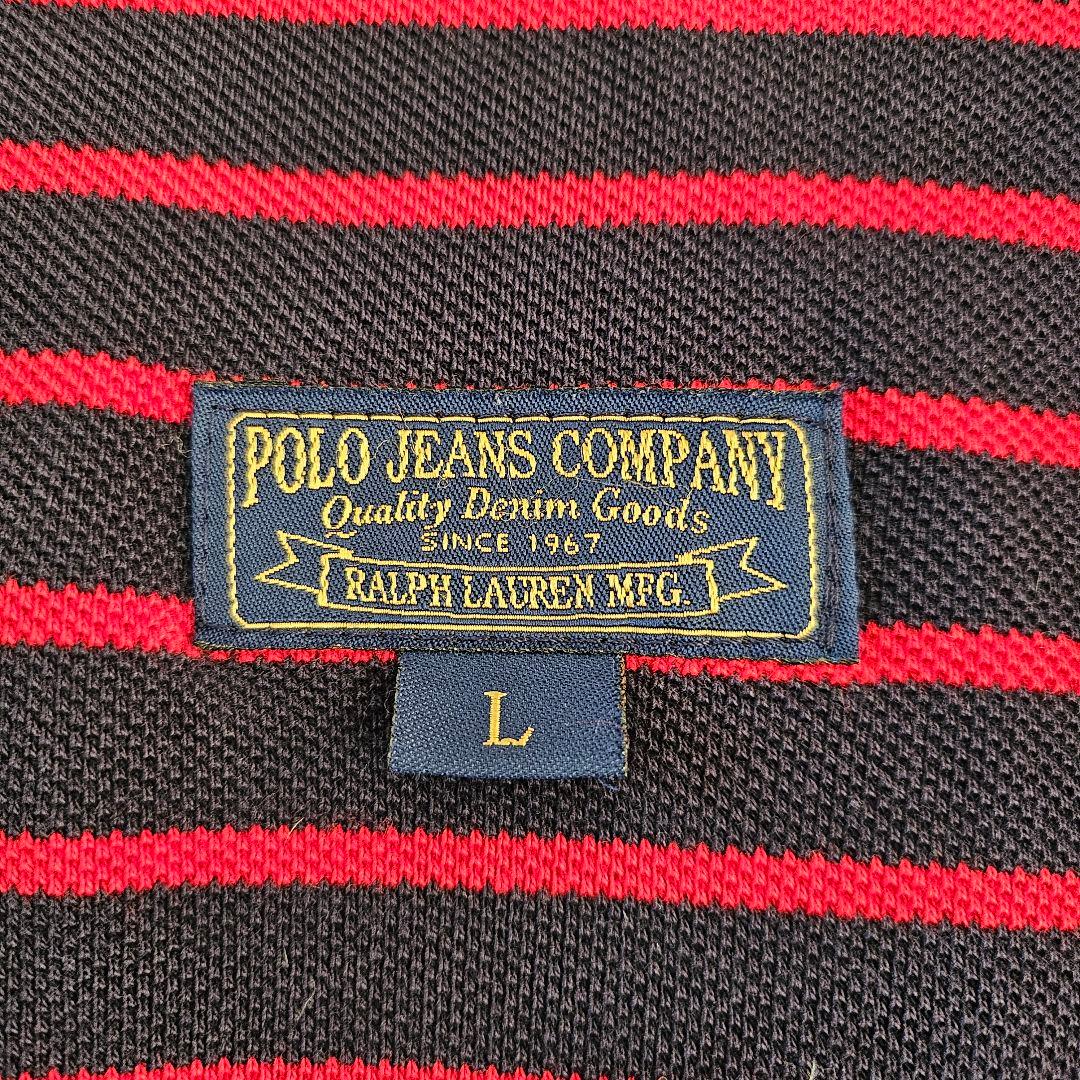 POLO JEANS COMPANY
Quality Denim Goods
SINCE 1967
RALPH LAUREN MFG.
L